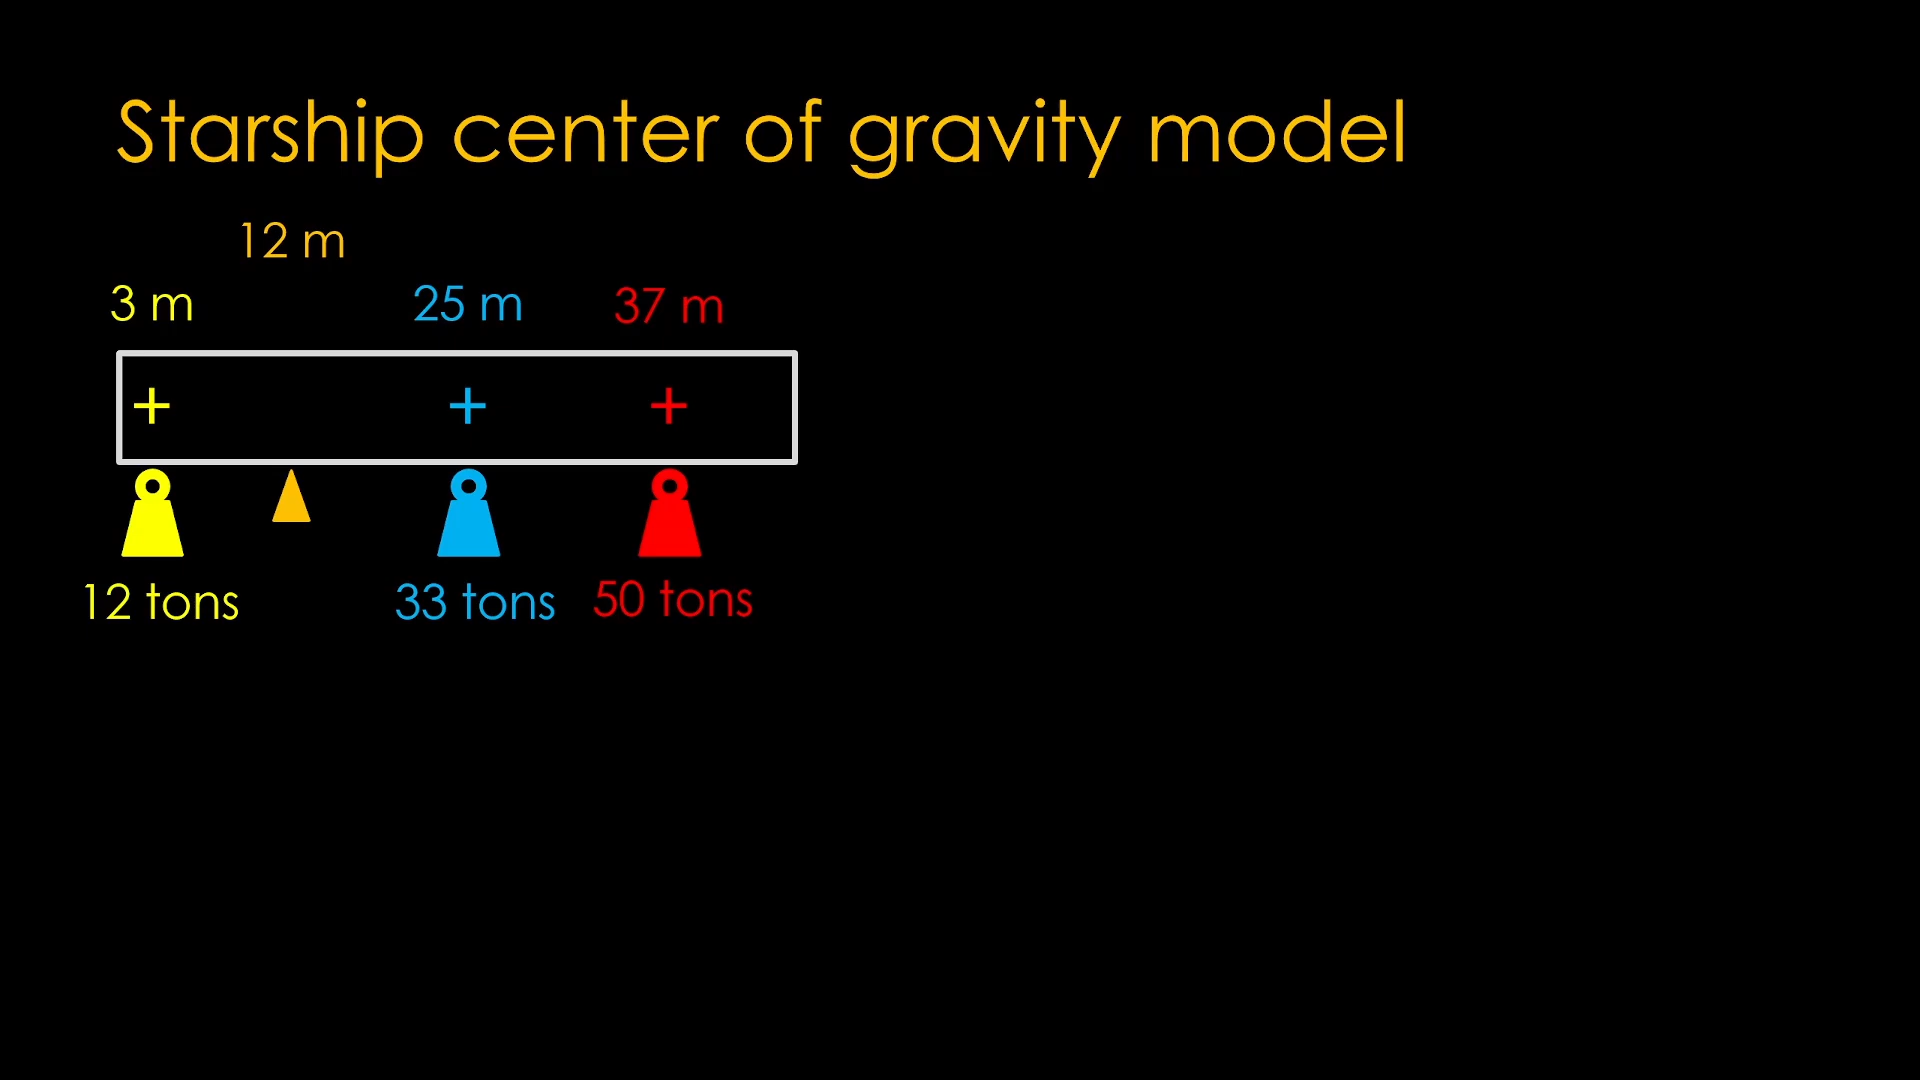 Starship center of gravity model
12 m
3 m 25 m 37 m
12 tons 33 tons 50 tons